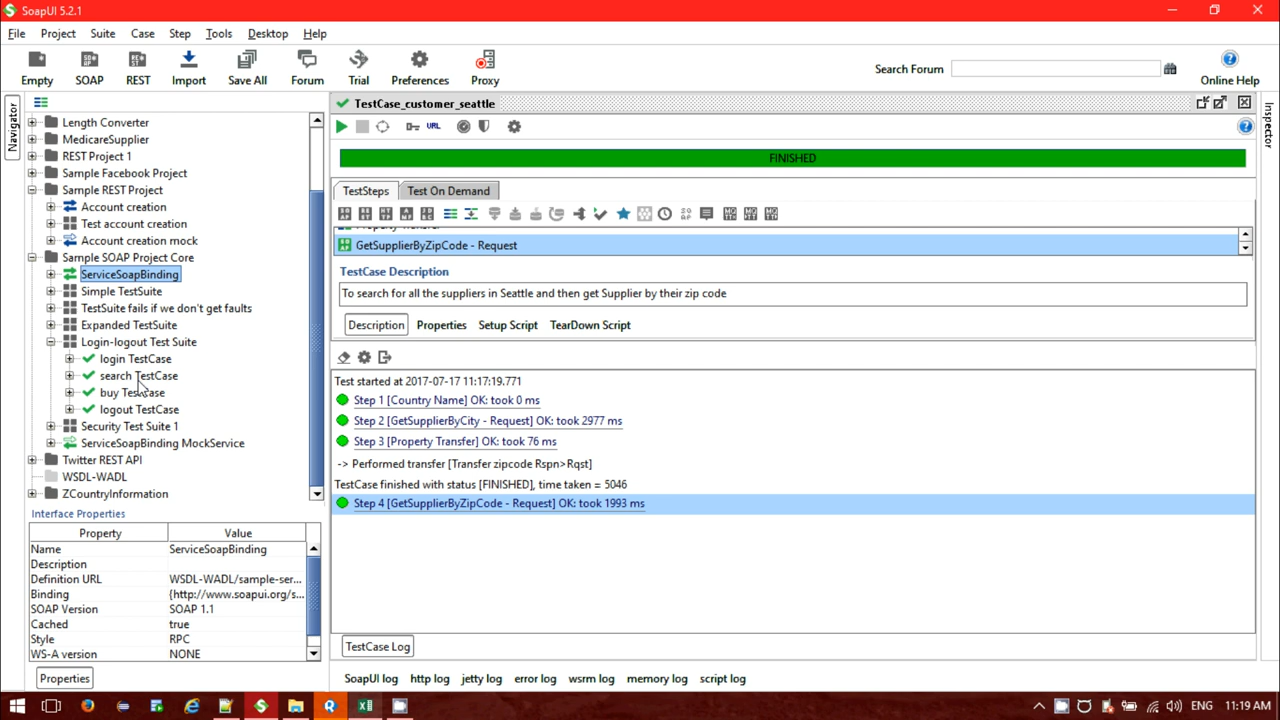 SoapUI 5.2.1
File Project Suite Case Step Tools Desktop Help
Empty SOAP REST Import Save All Forum Trial Preferences Proxy
Search Forum
Online Help
Navigator
Length Converter
MedicareSupplier
REST Project 1
Sample Facebook Project
Sample REST Project
Account creation
Test account creation
Account creation mock
Sample SOAP Project Core
ServiceSoapBinding
Simple TestSuite
TestSuite fails if we don't get faults
Expanded TestSuite
Login-logout Test Suite
login TestCase
search TestCase
buy TestCase
logout TestCase
Security Test Suite 1
ServiceSoapBinding MockService
Twitter REST API
WSDL-WADL
ZCountryInformation
Interface Properties
Property Value
Name ServiceSoapBinding
Description
Definition URL WSDL-WADL/sample-ser...
Binding {http://www.soapui.org/s...
SOAP Version SOAP 1.1
Cached true
Style RPC
WS-A version NONE
Properties
TestCase_customer_seattle
URL
FINISHED
TestSteps Test On Demand
GetSupplierByZipCode - Request
TestCase Description
To search for all the suppliers in Seattle and then get Supplier by their zip code
Description Properties Setup Script TearDown Script
Test started at 2017-07-17 11:17:19.771
Step 1 [Country Name] OK: took 0 ms
Step 2 [GetSupplierByCity - Request] OK: took 2977 ms
Step 3 [Property Transfer] OK: took 76 ms
-> Performed transfer [Transfer zipcode Rspn>Rqst]
TestCase finished with status [FINISHED], time taken = 5046
Step 4 [GetSupplierByZipCode - Request] OK: took 1993 ms
TestCase Log
SoapUI log http log jetty log error log wsrm log memory log script log
Inspector
ENG 11:19 AM